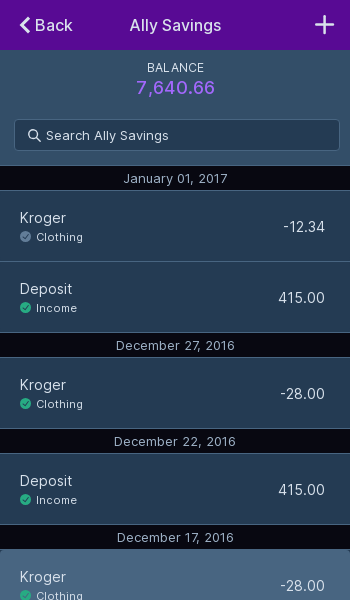 Back
Ally Savings
BALANCE
7,640.66
Search Ally Savings
January 01, 2017
Kroger
-12.34
Clothing
Deposit
415.00
Income
December 27, 2016
Kroger
-28.00
Clothing
December 22, 2016
Deposit
415.00
Income
December 17, 2016
Kroger
-28.00
Clothing